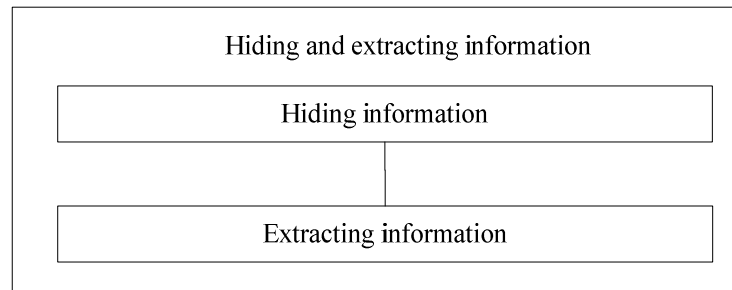 Hiding and extracting information
Hiding information
Extracting information